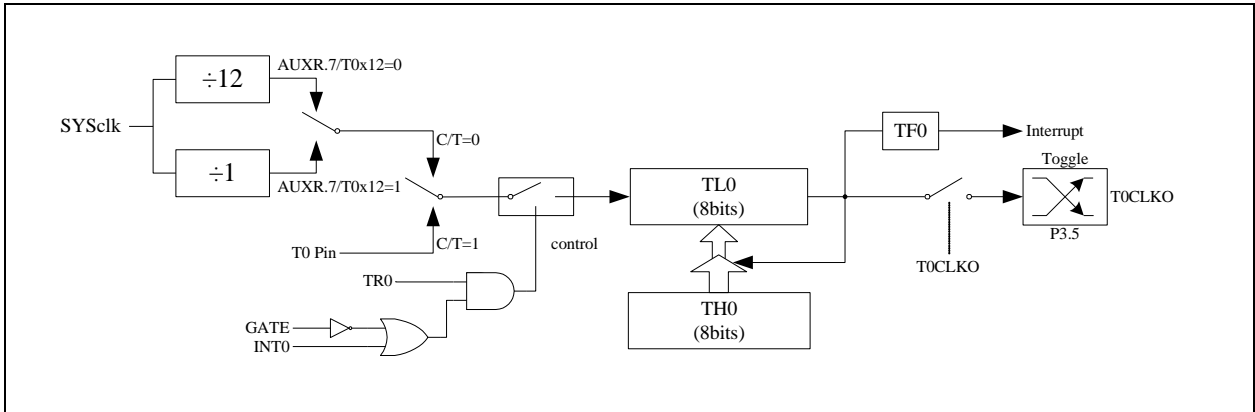 ÷12
AUXR.7/T0x12=0
SYSclk
÷1
AUXR.7/T0x12=1
C/T=0
C/T=1
T0 Pin
control
TR0
GATE
INT0
TL0
(8bits)
TH0
(8bits)
TF0
Interrupt
Toggle
T0CLKO
P3.5
T0CLKO